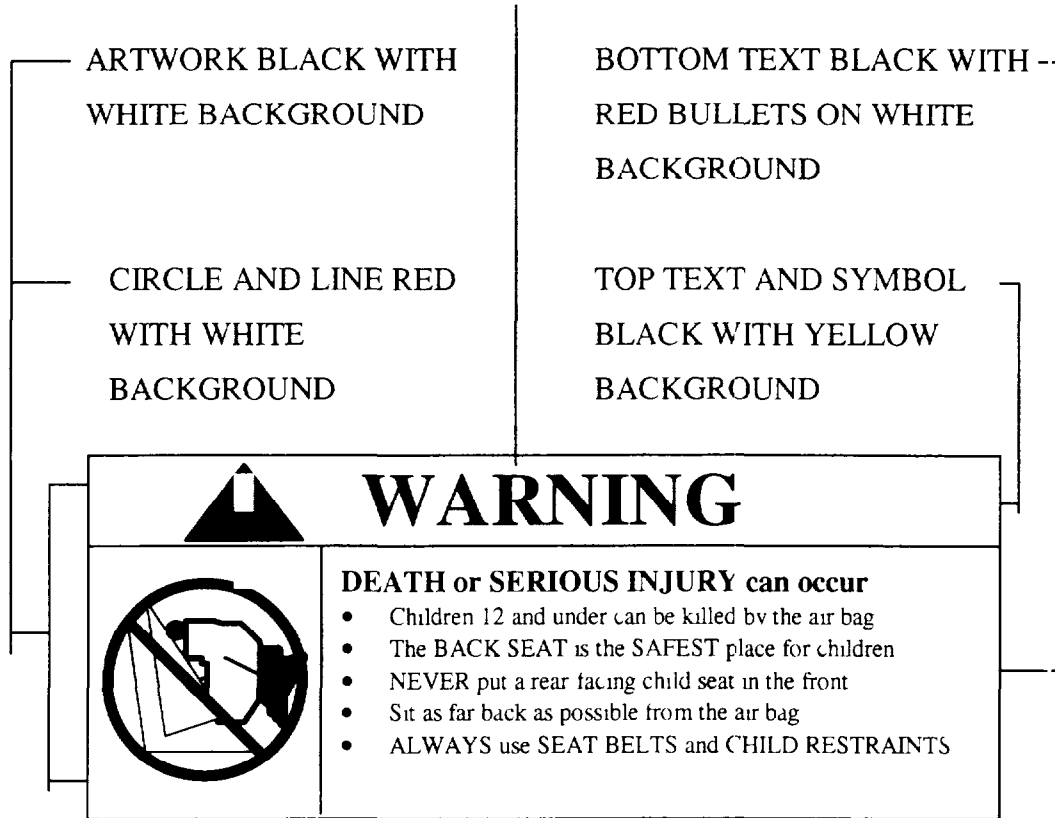 ARTWORK BLACK WITH
WHITE BACKGROUND
BOTTOM TEXT BLACK WITH
RED BULLETS ON WHITE
BACKGROUND
CIRCLE AND LINE RED
WITH WHITE
BACKGROUND
TOP TEXT AND SYMBOL
BLACK WITH YELLOW
BACKGROUND
WARNING
DEATH or SERIOUS INJURY can occur
• Children 12 and under can be killed by the air bag
• The BACK SEAT is the SAFEST place for children
• NEVER put a rear facing child seat in the front
• Sit as far back as possible from the air bag
• ALWAYS use SEAT BELTS and CHILD RESTRAINTS